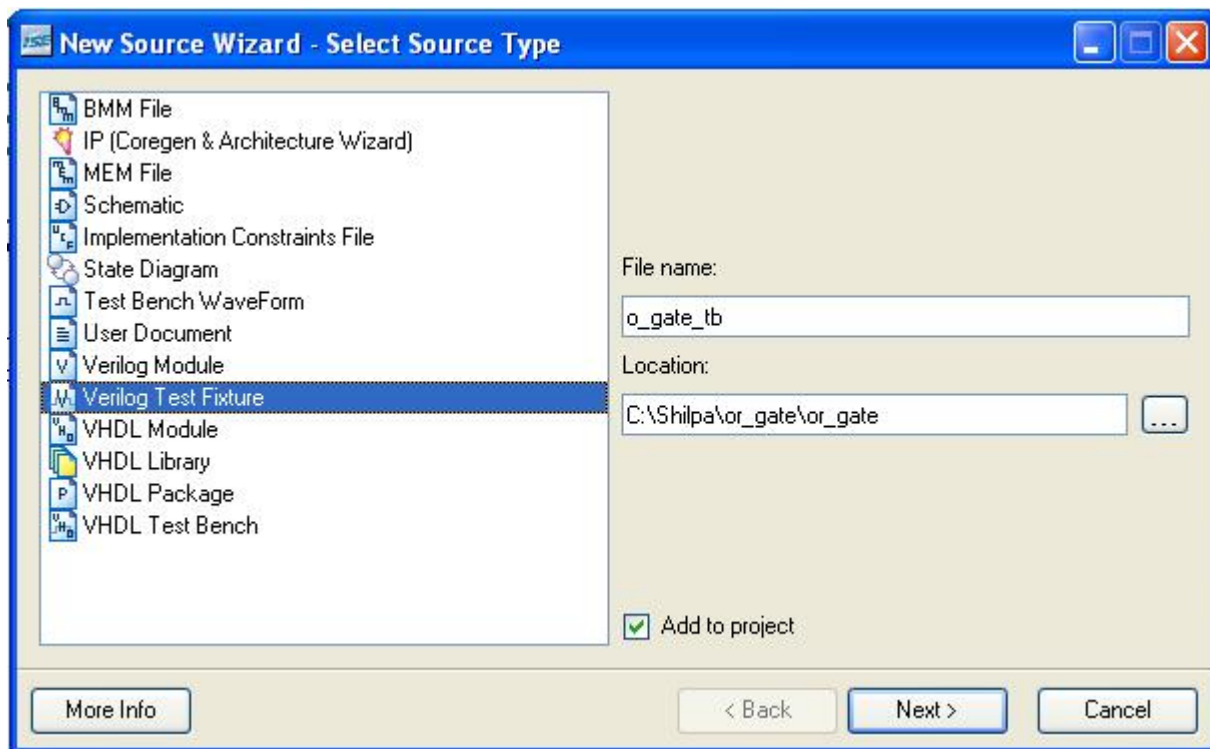 ISE New Source Wizard - Select Source Type
BMM File
IP (Coregen & Architecture Wizard)
MEM File
Schematic
Implementation Constraints File
State Diagram
Test Bench WaveForm
User Document
Verilog Module
Verilog Test Fixture
VHDL Module
VHDL Library
VHDL Package
VHDL Test Bench
File name:
o_gate_tb
Location:
C:\Shilpa\or_gate\or_gate
...
Add to project
More Info
< Back
Next >
Cancel